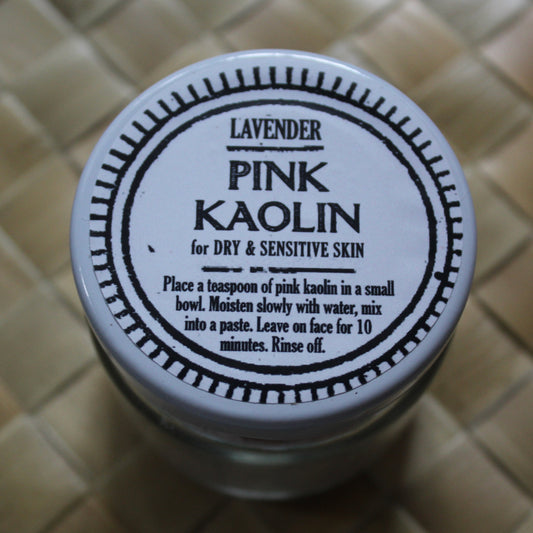 LAVENDER
PINK
KAOLIN
for DRY & SENSITIVE SKIN
Place a teaspoon of pink kaolin in a small
bowl. Moisten slowly with water, mix
into a paste. Leave on face for 10
minutes. Rinse off.